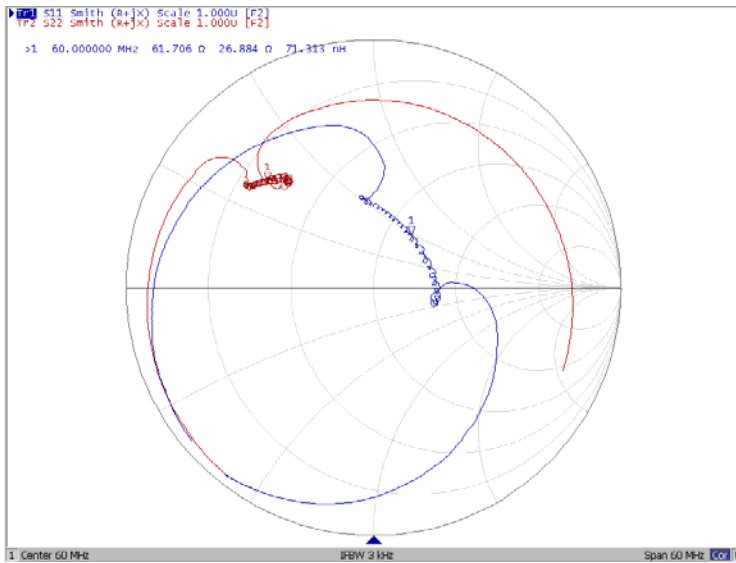 Tr1 S11 Smith (R+jX) Scale 1.000U [F2]
Tr2 S22 Smith (R+jX) Scale 1.000U [F2]
>1 60.000000 MHz 61.706 Ω 26.884 Ω 71.313 nH
1
1
1 Center 60 MHz IFBW 3 kHz Span 60 MHz Cor